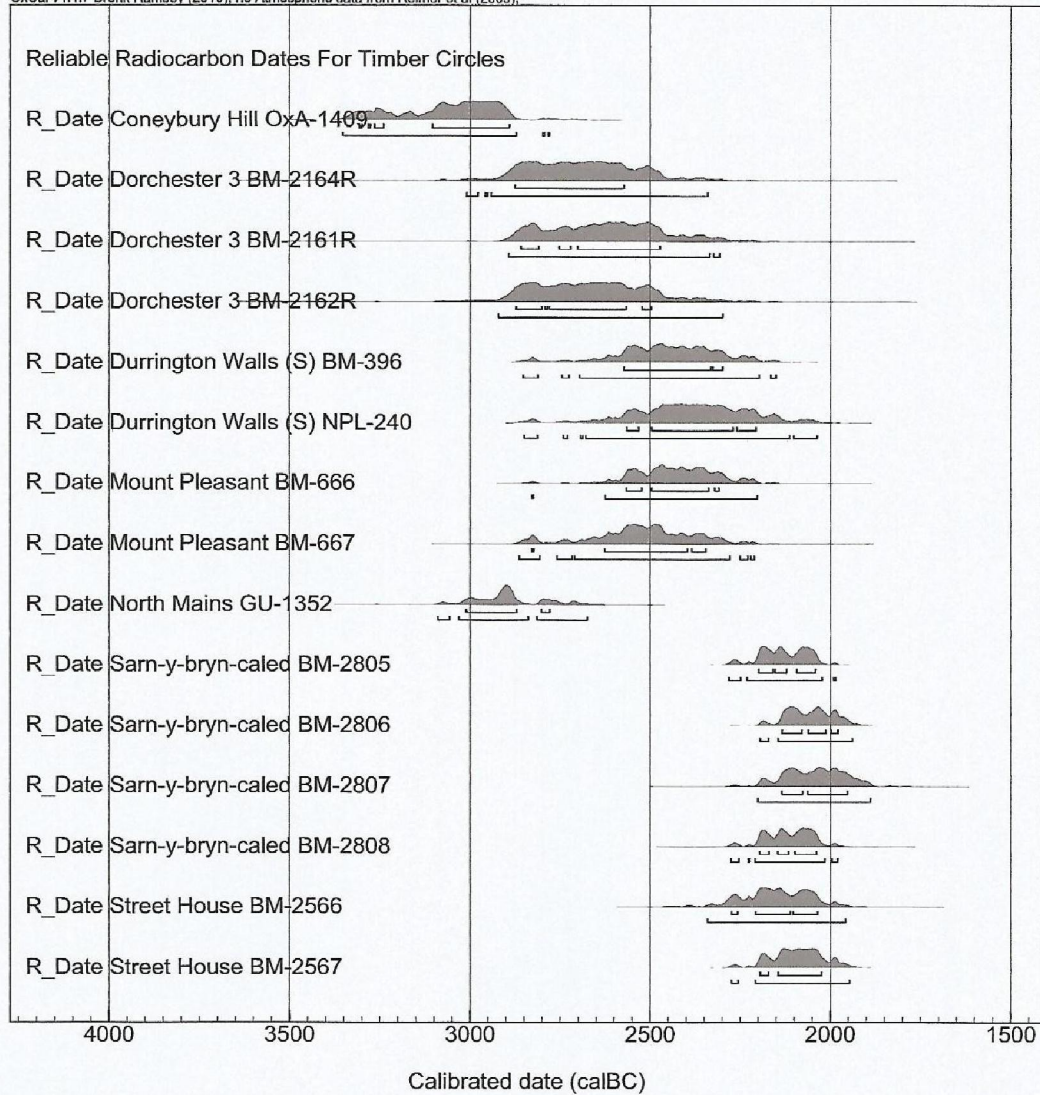 Reliable Radiocarbon Dates For Timber Circles
R_Date Coneybury Hill OxA-1409
R_Date Dorchester 3 BM-2164R
R_Date Dorchester 3 BM-2161R
R_Date Dorchester 3 BM-2162R
R_Date Durrington Walls (S) BM-396
R_Date Durrington Walls (S) NPL-240
R_Date Mount Pleasant BM-666
R_Date Mount Pleasant BM-667
R_Date North Mains GU-1352
R_Date Sarn-y-bryn-caled BM-2805
R_Date Sarn-y-bryn-caled BM-2806
R_Date Sarn-y-bryn-caled BM-2807
R_Date Sarn-y-bryn-caled BM-2808
R_Date Street House BM-2566
R_Date Street House BM-2567
4000 3500 3000 2500 2000 1500
Calibrated date (calBC)